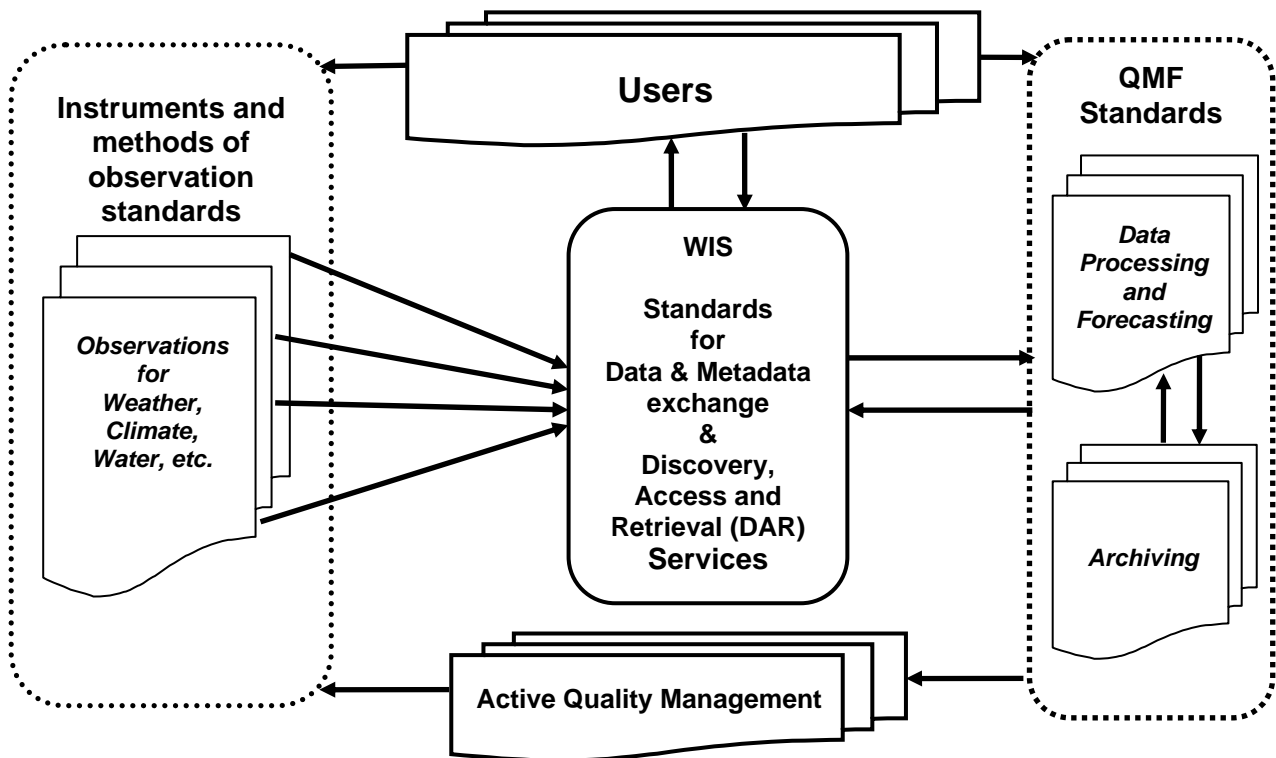 Users
Instruments and
methods of
observation
standards
Observations
for
Weather,
Climate,
Water, etc.
WIS
Standards
for
Data & Metadata
exchange
&
Discovery,
Access and
Retrieval (DAR)
Services
QMF
Standards
Data
Processing
and
Forecasting
Archiving
Active Quality Management